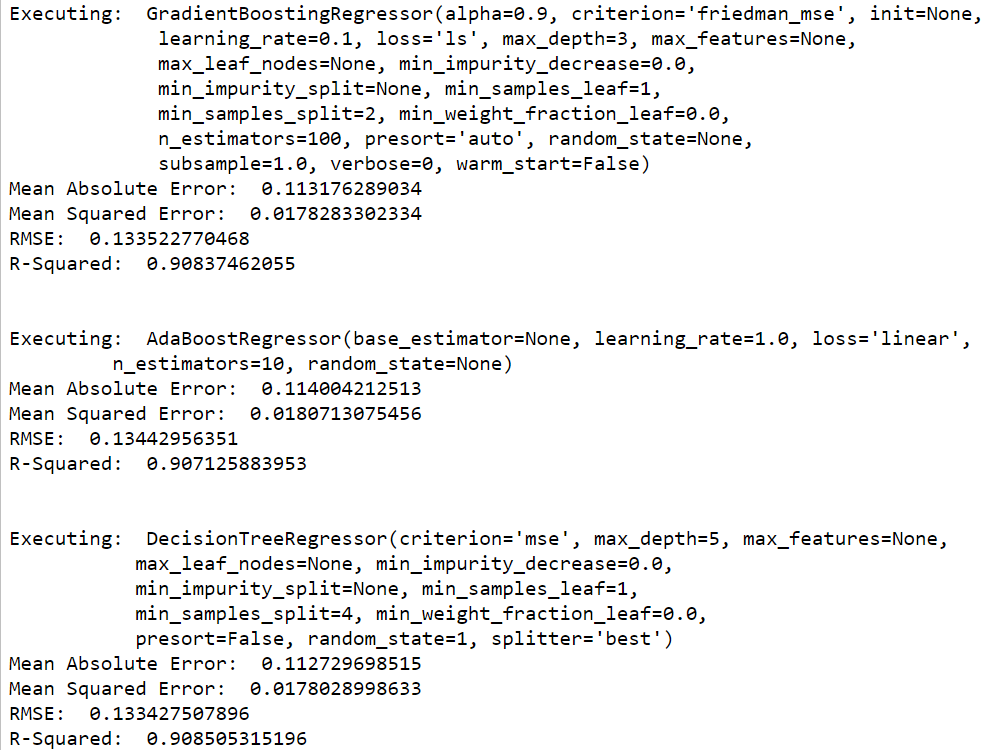 Executing:  GradientBoostingRegressor(alpha=0.9, criterion='friedman_mse', init=None,
             learning_rate=0.1, loss='ls', max_depth=3, max_features=None,
             max_leaf_nodes=None, min_impurity_decrease=0.0,
             min_impurity_split=None, min_samples_leaf=1,
             min_samples_split=2, min_weight_fraction_leaf=0.0,
             n_estimators=100, presort='auto', random_state=None,
             subsample=1.0, verbose=0, warm_start=False)
Mean Absolute Error:  0.113176289034
Mean Squared Error:  0.0178283302334
RMSE:  0.133522770468
R-Squared:  0.90837462055
Executing:  AdaBoostRegressor(base_estimator=None, learning_rate=1.0, loss='linear',
         n_estimators=10, random_state=None)
Mean Absolute Error:  0.114004212513
Mean Squared Error:  0.0180713075456
RMSE:  0.13442956351
R-Squared:  0.907125883953
Executing:  DecisionTreeRegressor(criterion='mse', max_depth=5, max_features=None,
           max_leaf_nodes=None, min_impurity_decrease=0.0,
           min_impurity_split=None, min_samples_leaf=1,
           min_samples_split=4, min_weight_fraction_leaf=0.0,
           presort=False, random_state=1, splitter='best')
Mean Absolute Error:  0.112729698515
Mean Squared Error:  0.0178028998633
RMSE:  0.133427507896
R-Squared:  0.908505315196